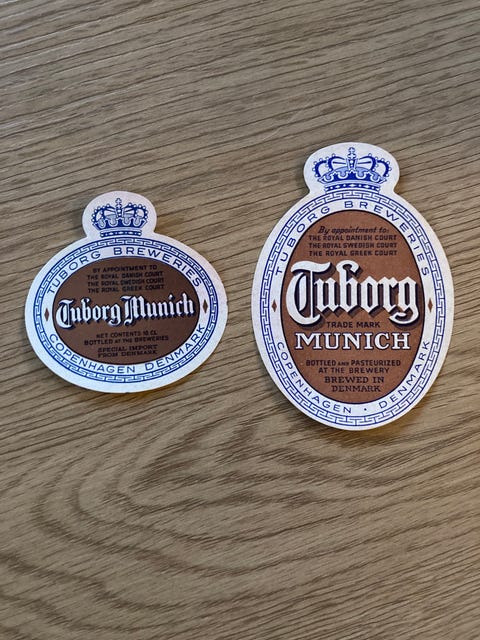 TUBORG BREWERIES
BY APPOINTMENT TO
THE ROYAL DANISH COURT
THE ROYAL SWEDISH COURT
THE ROYAL GREEK COURT
Tuborg Munich
NET CONTENTS 18 CL
BOTTLED AT THE BREWERIES
SPECIAL IMPORT
FROM DENMARK
COPENHAGEN DENMARK
TUBORG BREWERIES
By appointment to:
THE ROYAL DANISH COURT
THE ROYAL SWEDISH COURT
THE ROYAL GREEK COURT
Tuborg
TRADE MARK
MUNICH
BOTTLED AND PASTEURIZED
AT THE BREWERY
BREWED IN
DENMARK
COPENHAGEN · DENMARK